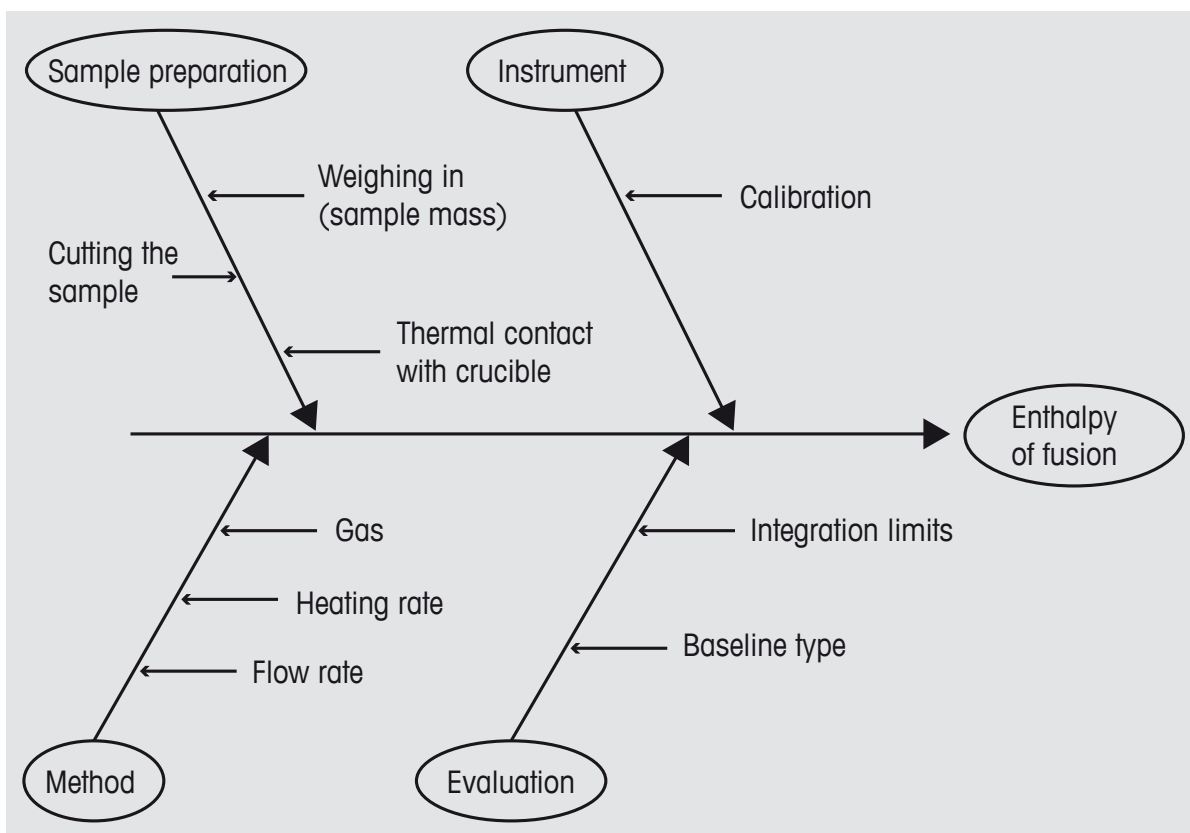 Sample preparation
Instrument
Weighing in
(sample mass)
Calibration
Cutting the
sample
Thermal contact
with crucible
Enthalpy
of fusion
Gas
Integration limits
Heating rate
Baseline type
Flow rate
Method
Evaluation